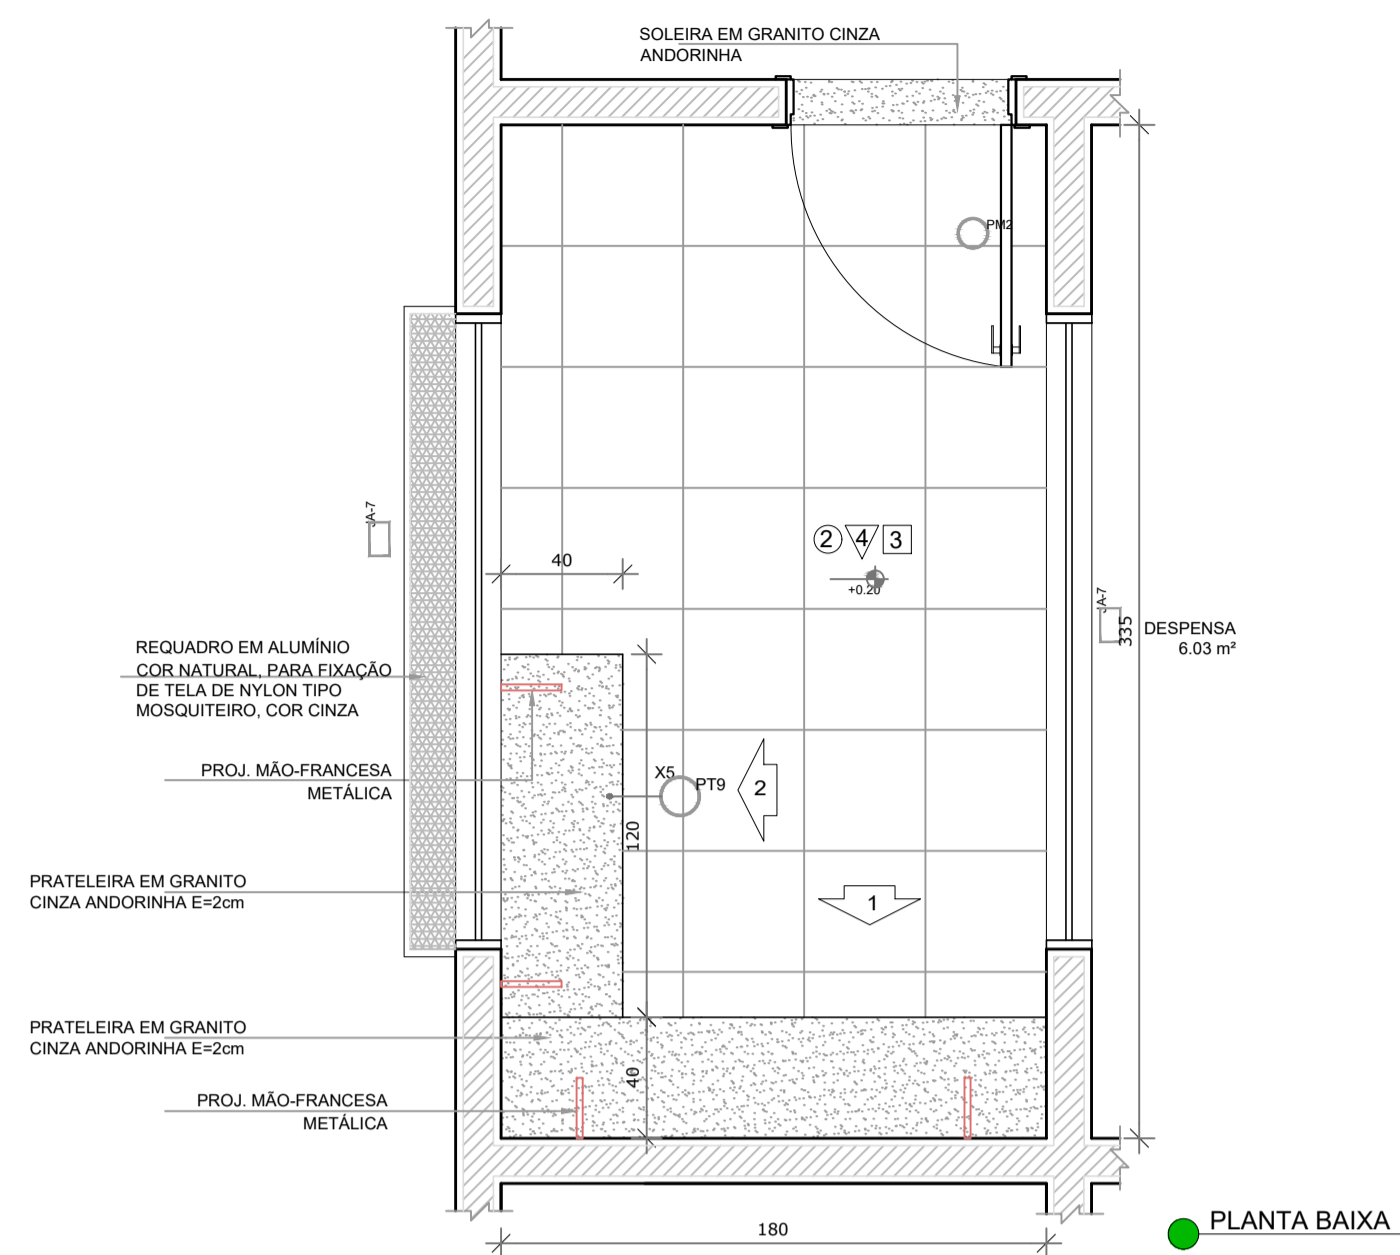 SOLEIRA EM GRANITO CINZA
ANDORINHA
PM2
JA-7
2 4 3
+0.20
40
JA-7
335
DESPENSA
6.03 m²
REQUADRO EM ALUMÍNIO
COR NATURAL, PARA FIXAÇÃO
DE TELA DE NYLON TIPO
MOSQUITEIRO, COR CINZA
PROJ. MÃO-FRANCESA
METÁLICA
X5
PT9
2
120
PRATELEIRA EM GRANITO
CINZA ANDORINHA E=2cm
1
PRATELEIRA EM GRANITO
CINZA ANDORINHA E=2cm
40
PROJ. MÃO-FRANCESA
METÁLICA
180
PLANTA BAIXA